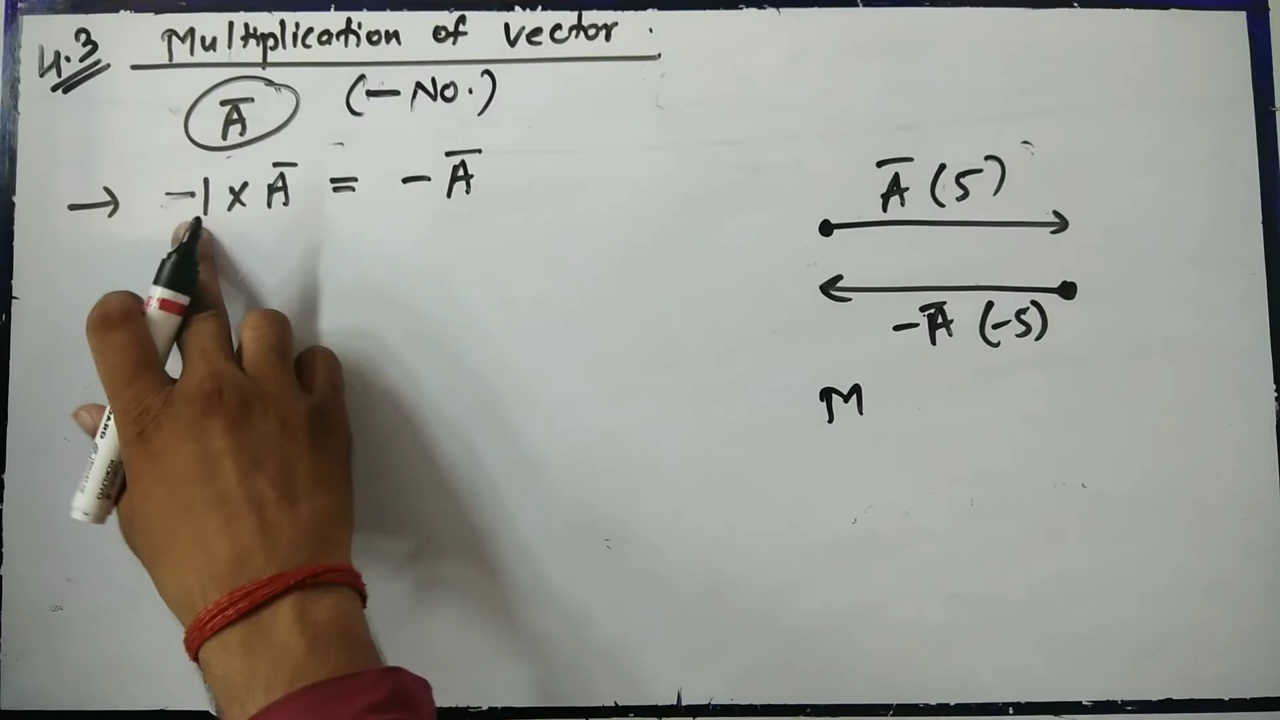 4.3 Multiplication of vector.
Ā (-No.)
→ -1 × Ā = -Ā
Ā (5)
-Ā (-5)
M